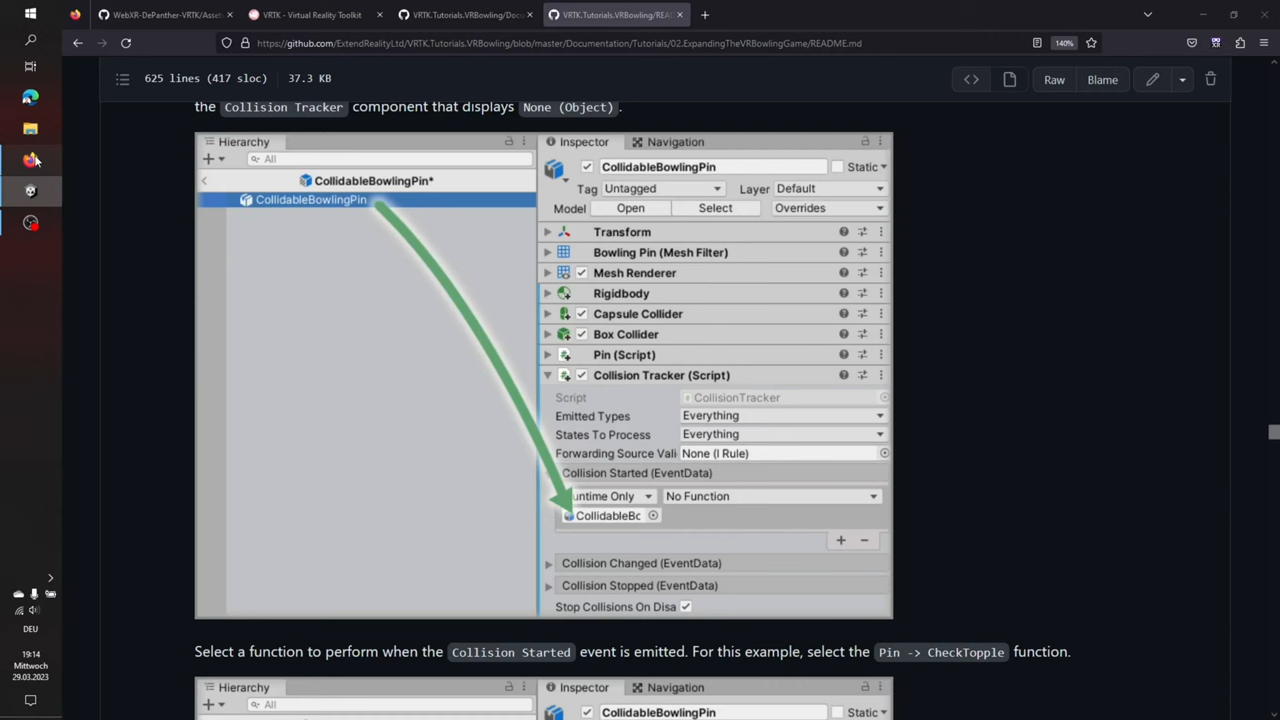 WebXR-DePanther-VRTK/Asset
VRTK - Virtual Reality Toolkit
VRTK.Tutorials.VRBowling/Docu
VRTK.Tutorials.VRBowling/REA
https://github.com/ExtendRealityLtd/VRTK.Tutorials.VRBowling/blob/master/Documentation/Tutorials/02.ExpandingTheVRBowlingGame/README.md
140%
625 lines (417 sloc) 37.3 KB
Raw Blame
the Collision Tracker component that displays None (Object) .
Hierarchy
All
CollidableBowlingPin*
CollidableBowlingPin
Inspector Navigation
CollidableBowlingPin Static
Tag Untagged Layer Default
Model Open Select Overrides
Transform
Bowling Pin (Mesh Filter)
Mesh Renderer
Rigidbody
Capsule Collider
Box Collider
Pin (Script)
Collision Tracker (Script)
Script CollisionTracker
Emitted Types Everything
States To Process Everything
Forwarding Source Vali None (I Rule)
Collision Started (EventData)
untime Only No Function
CollidableBc
+ −
Collision Changed (EventData)
Collision Stopped (EventData)
Stop Collisions On Disa
Select a function to perform when the Collision Started event is emitted. For this example, select the Pin -> CheckTopple function.
Hierarchy
All
Inspector Navigation
CollidableBowlingPin Static
DEU
19:14
Mittwoch
29.03.2023